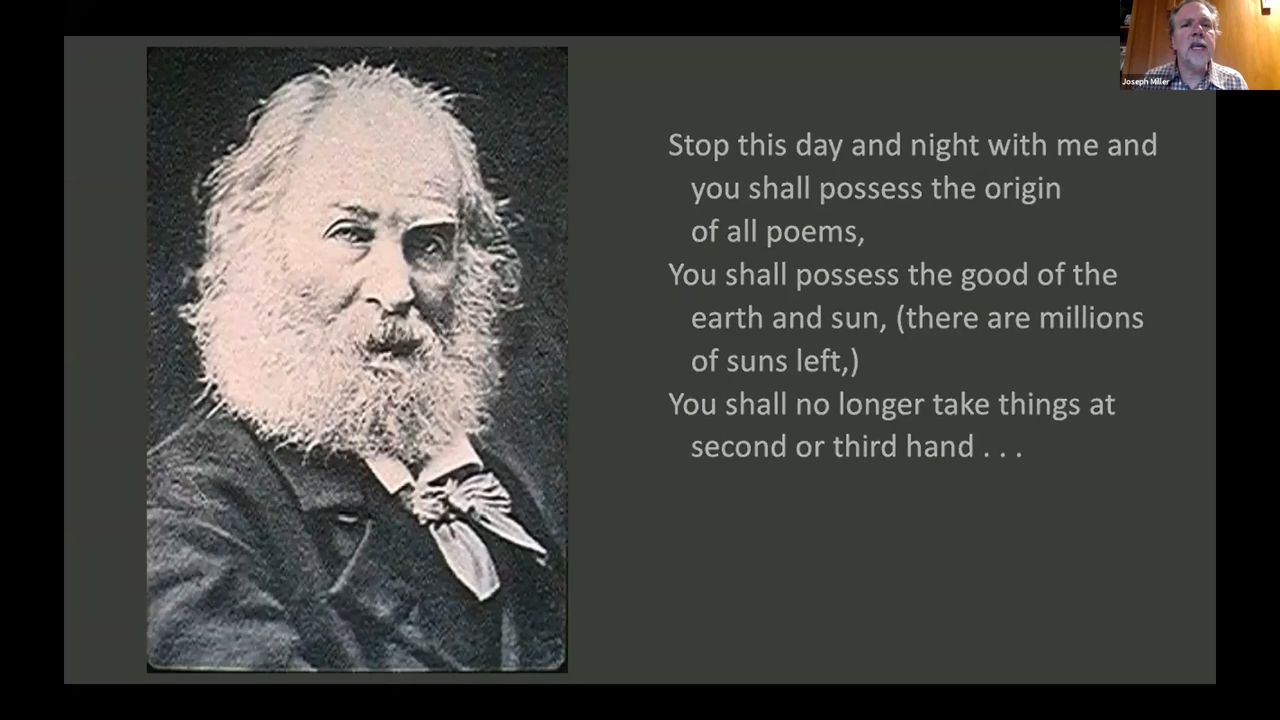 Joseph Miller
Stop this day and night with me and
you shall possess the origin
of all poems,
You shall possess the good of the
earth and sun, (there are millions
of suns left,)
You shall no longer take things at
second or third hand . . .